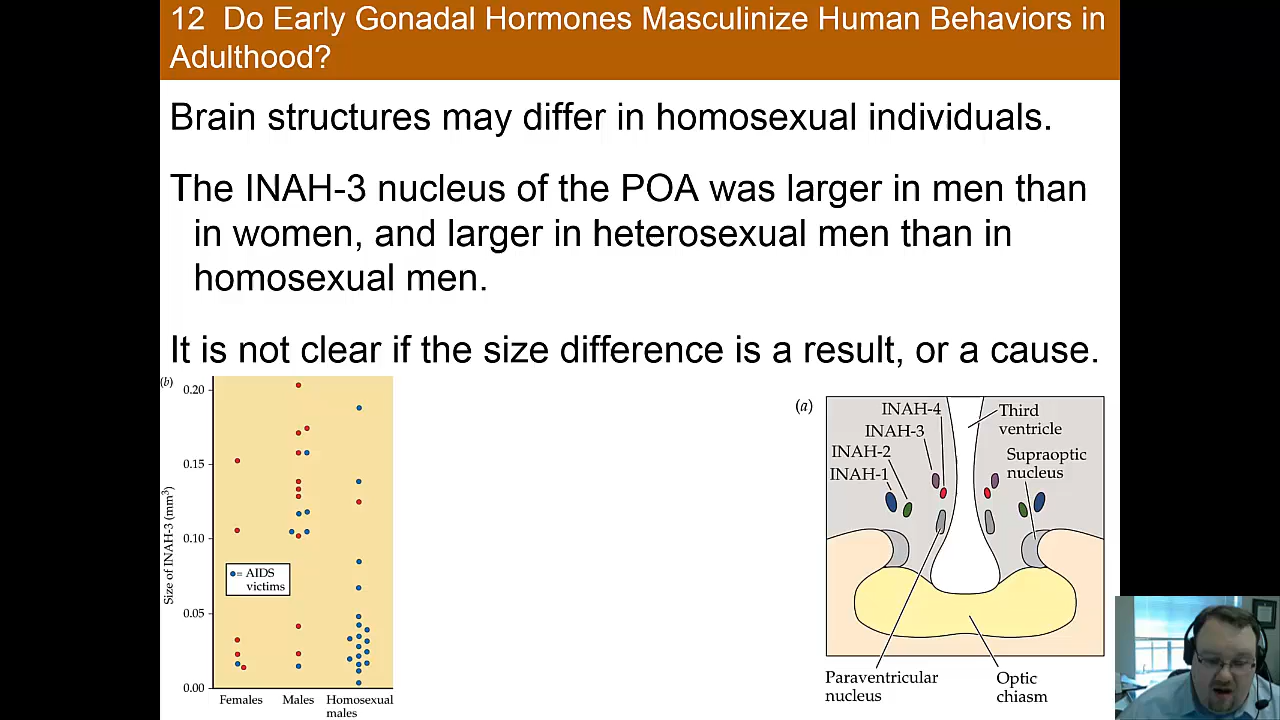 12 Do Early Gonadal Hormones Masculinize Human Behaviors in
Adulthood?
Brain structures may differ in homosexual individuals.
The INAH-3 nucleus of the POA was larger in men than
in women, and larger in heterosexual men than in
homosexual men.
It is not clear if the size difference is a result, or a cause.
(b)
0.20
0.15
0.10
0.05
0.00
Size of INAH-3 (mm³)
= AIDS
victims
Females
Males
Homosexual
males
(a)
INAH-4
INAH-3
INAH-2
INAH-1
Third
ventricle
Supraoptic
nucleus
Paraventricular
nucleus
Optic
chiasm